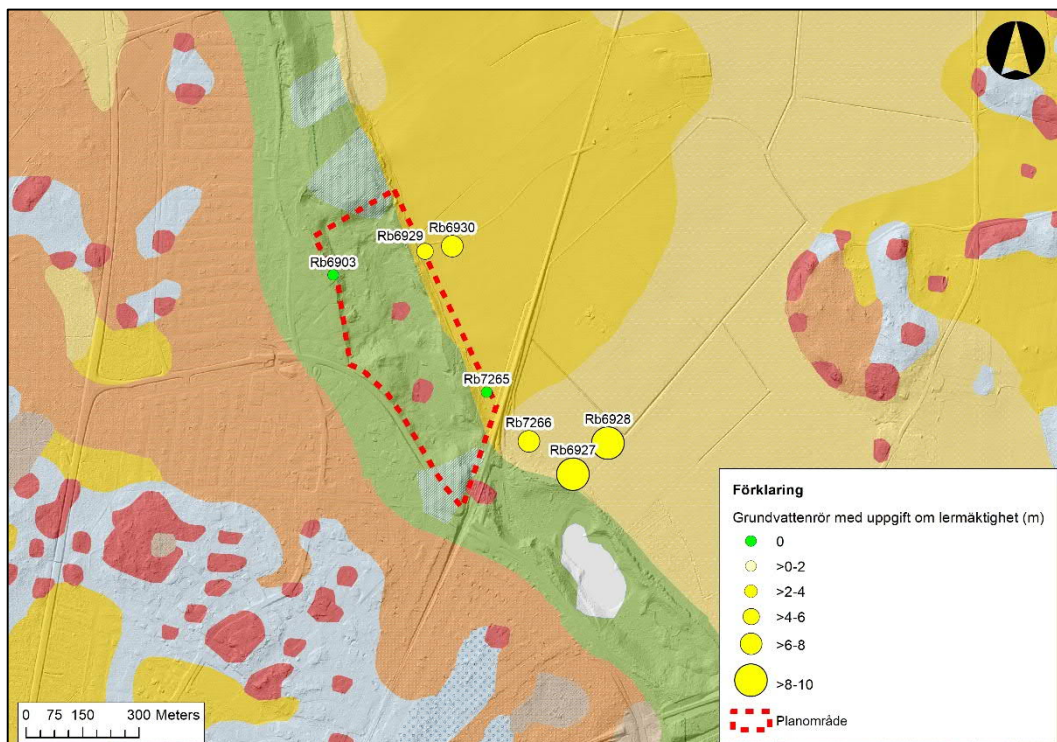 Rb6930
Rb6929
Rb6903
Rb7265
Rb7266
Rb6928
Rb6927
Förklaring
Grundvattenrör med uppgift om lermäktighet (m)
0
>0-2
>2-4
>4-6
>6-8
>8-10
Planområde
0 75 150 300 Meters